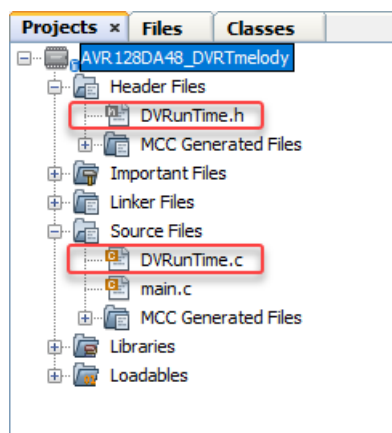 Projects × Files Classes
AVR128DA48_DVRTmelody
Header Files
DVRunTime.h
MCC Generated Files
Important Files
Linker Files
Source Files
DVRunTime.c
main.c
MCC Generated Files
Libraries
Loadables